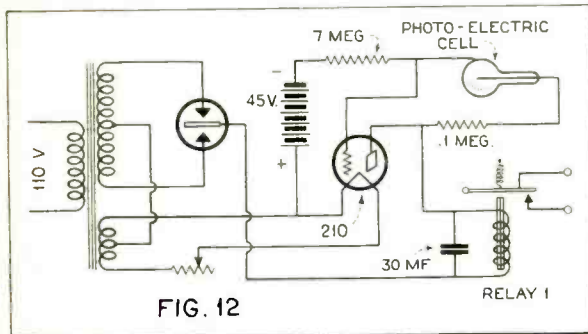 7 MEG.
PHOTO-ELECTRIC
CELL
-
45V.
+
110 V
.1 MEG.
210
30 MF
RELAY 1
FIG. 12